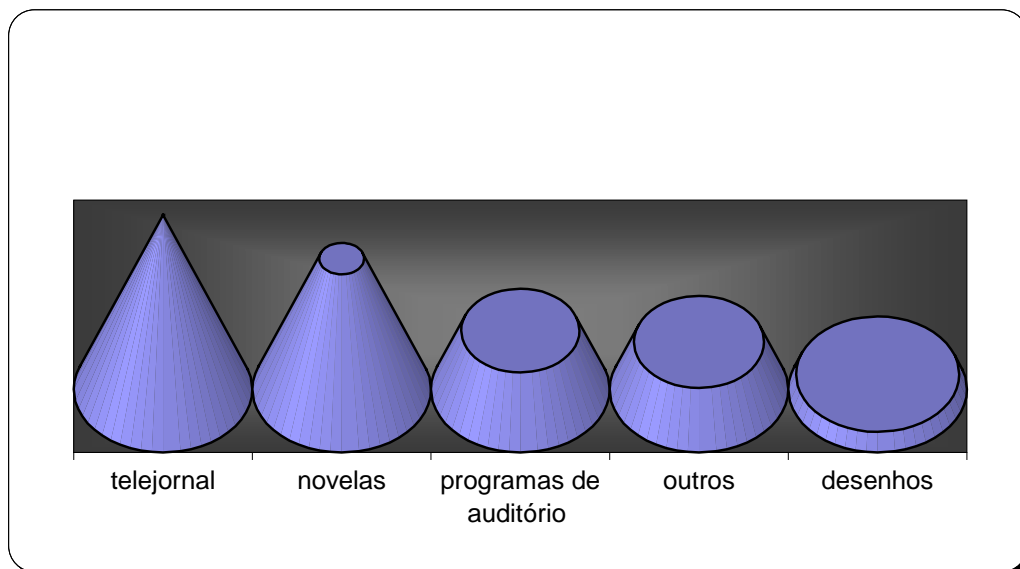 telejornal
novelas
programas de
auditório
outros
desenhos